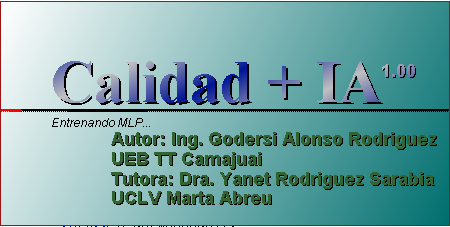 Calidad + IA 1.00
Entrenando MLP...
Autor: Ing. Godersi Alonso Rodriguez
UEB TT Camajuai
Tutora: Dra. Yanet Rodriguez Sarabia
UCLV Marta Abreu